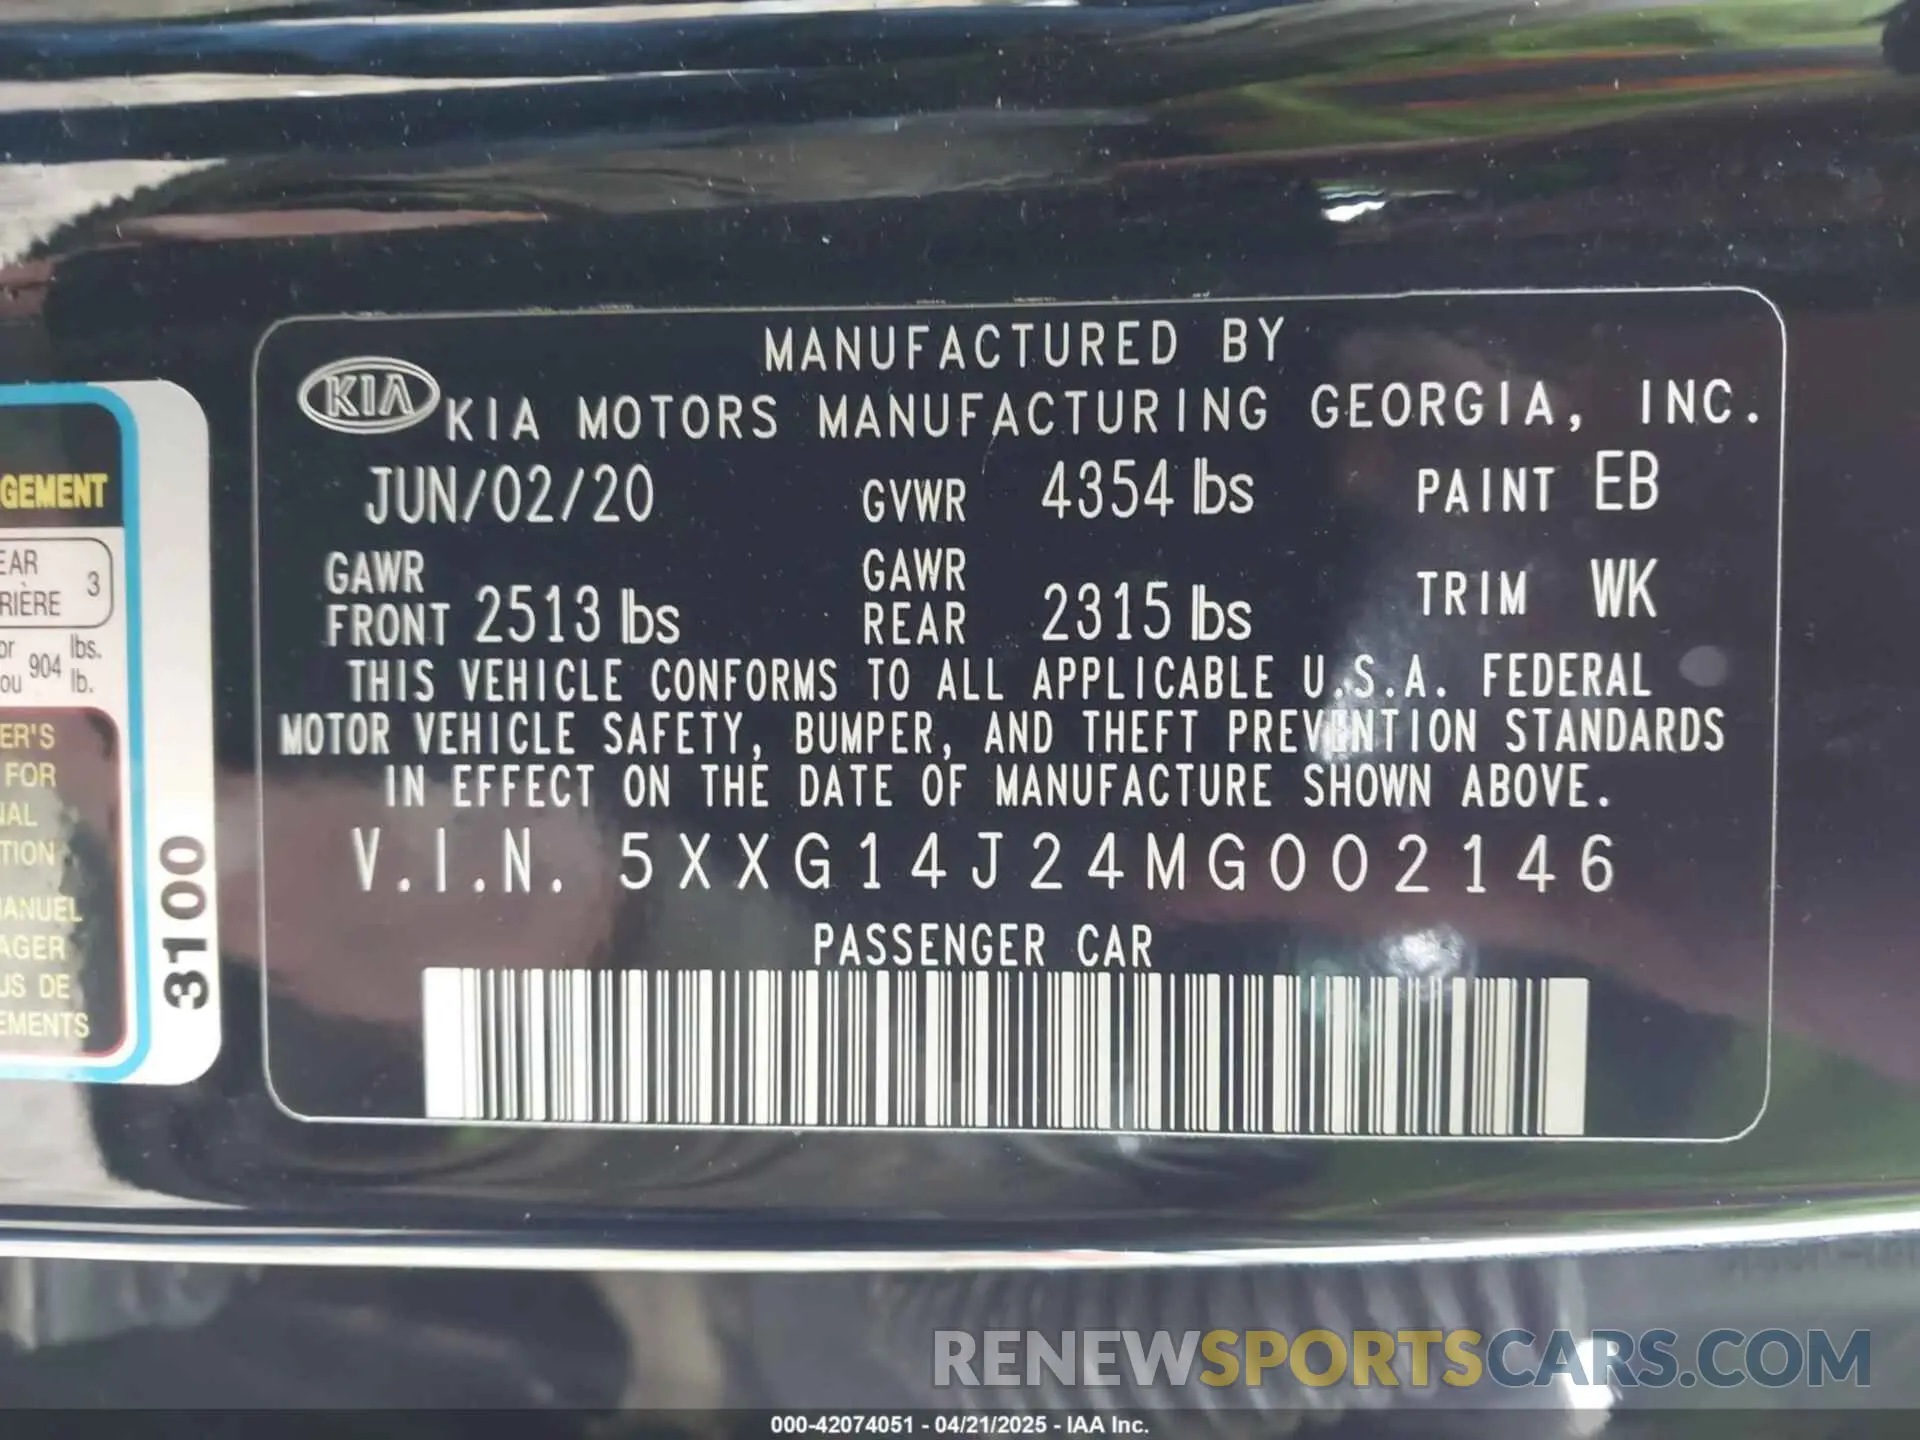 MANUFACTURED BY
KIA KIA MOTORS MANUFACTURING GEORGIA, INC.
JUN/02/20 GVWR 4354 lbs PAINT EB
GAWR FRONT 2513 lbs GAWR REAR 2315 lbs TRIM WK
THIS VEHICLE CONFORMS TO ALL APPLICABLE U.S.A. FEDERAL
MOTOR VEHICLE SAFETY, BUMPER, AND THEFT PREVENTION STANDARDS
IN EFFECT ON THE DATE OF MANUFACTURE SHOWN ABOVE.
V.I.N. 5XXG14J24MG002146
PASSENGER CAR
GEMENT
EAR
RIÈRE 3
or lbs.
ou 904 lb.
ER'S
FOR
NAL
TION
MANUEL
AGER
US DE
EMENTS
3100
RENEWSPORTSCARS.COM
000-42074051 - 04/21/2025 - IAA Inc.